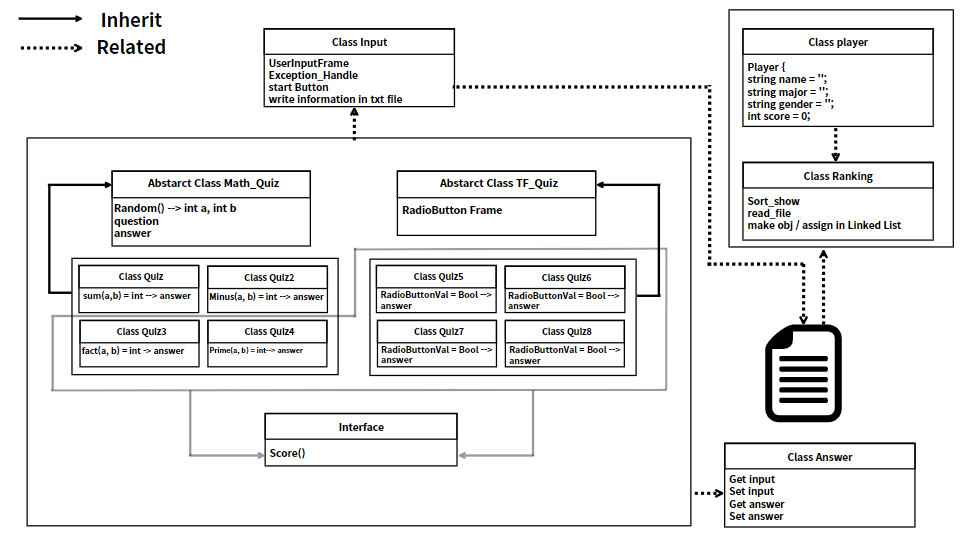 Inherit
Related
Class Input
UserInputFrame
Exception_Handle
start Button
write information in txt file
Class player
Player {
string name = '';
string major = '';
string gender = '';
int score = 0;
Class Ranking
Sort_show
read_file
make obj / assign in Linked List
Abstarct Class Math_Quiz
Random() --> int a, int b
question
answer
Abstarct Class TF_Quiz
RadioButton Frame
Class Quiz
sum(a,b) = int --> answer
Class Quiz2
Minus(a, b) = int --> answer
Class Quiz3
fact(a, b) = int -> answer
Class Quiz4
Prime(a, b) = int--> answer
Class Quiz5
RadioButtonVal = Bool -->
answer
Class Quiz6
RadioButtonVal = Bool -->
answer
Class Quiz7
RadioButtonVal = Bool -->
answer
Class Quiz8
RadioButtonVal = Bool -->
answer
Interface
Score()
Class Answer
Get input
Set input
Get answer
Set answer